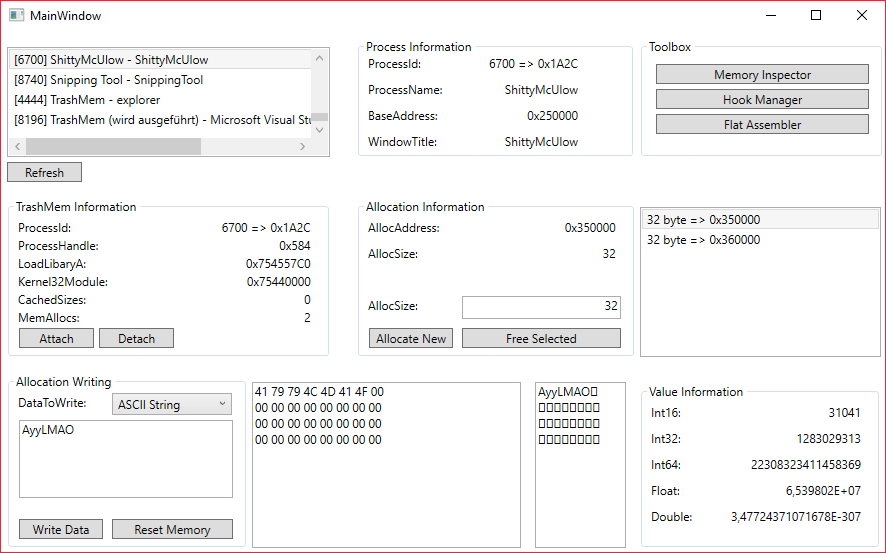 MainWindow
[6700] ShittyMcUlow - ShittyMcUlow
[8740] Snipping Tool - SnippingTool
[4444] TrashMem - explorer
[8196] TrashMem (wird ausgeführt) - Microsoft Visual Stu
Refresh
Process Information
ProcessId: 6700 => 0x1A2C
ProcessName: ShittyMcUlow
BaseAddress: 0x250000
WindowTitle: ShittyMcUlow
Toolbox
Memory Inspector
Hook Manager
Flat Assembler
TrashMem Information
ProcessId: 6700 => 0x1A2C
ProcessHandle: 0x584
LoadLibaryA: 0x754557C0
Kernel32Module: 0x75440000
CachedSizes: 0
MemAllocs: 2
Attach Detach
Allocation Information
AllocAddress: 0x350000
AllocSize: 32
AllocSize: 32
Allocate New Free Selected
32 byte => 0x350000
32 byte => 0x360000
Allocation Writing
DataToWrite: ASCII String
AyyLMAO
Write Data Reset Memory
41 79 79 4C 4D 41 4F 00
00 00 00 00 00 00 00 00
00 00 00 00 00 00 00 00
00 00 00 00 00 00 00 00
AyyLMAO▯
▯▯▯▯▯▯▯▯
▯▯▯▯▯▯▯▯
▯▯▯▯▯▯▯▯
Value Information
Int16: 31041
Int32: 1283029313
Int64: 22308323411458369
Float: 6,539802E+07
Double: 3,47724371071678E-307